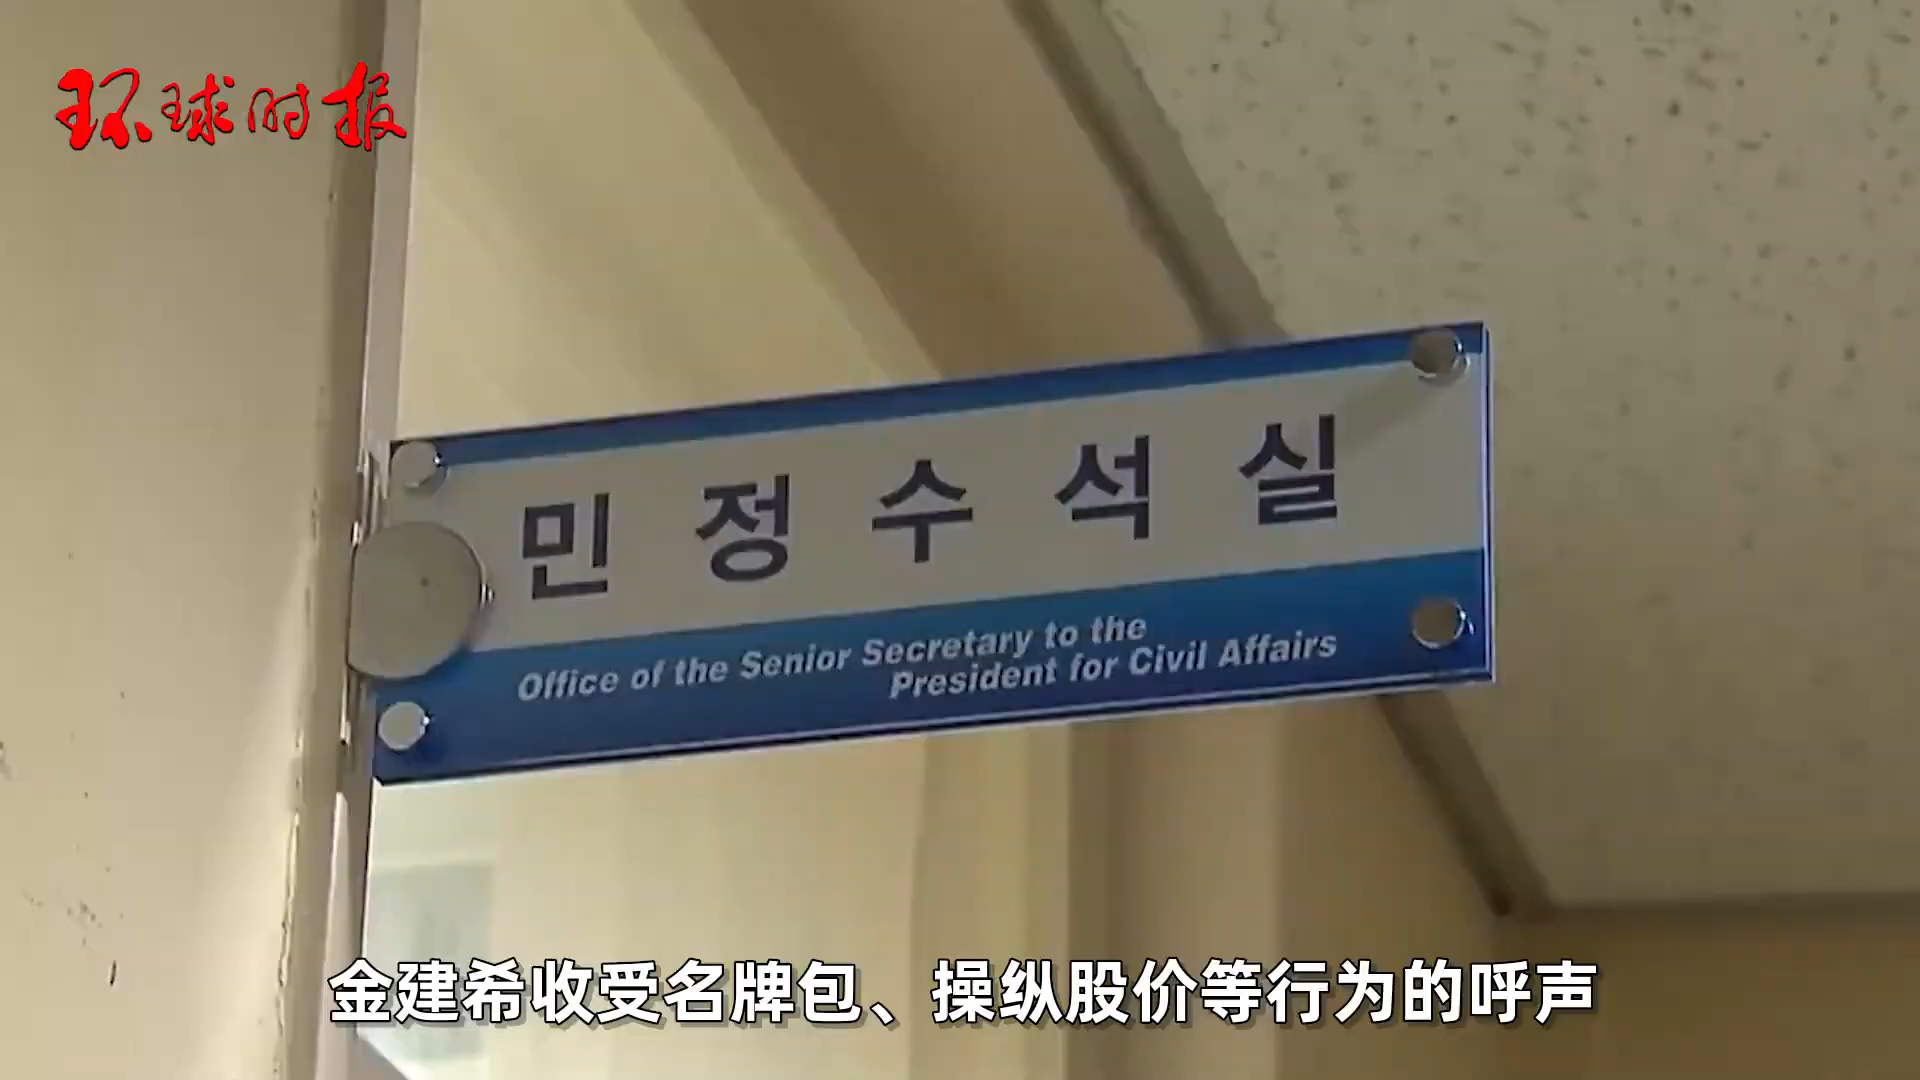 环球时报
민정수석실
Office of the Senior Secretary to the
President for Civil Affairs
金建希收受名牌包、操纵股价等行为的呼声